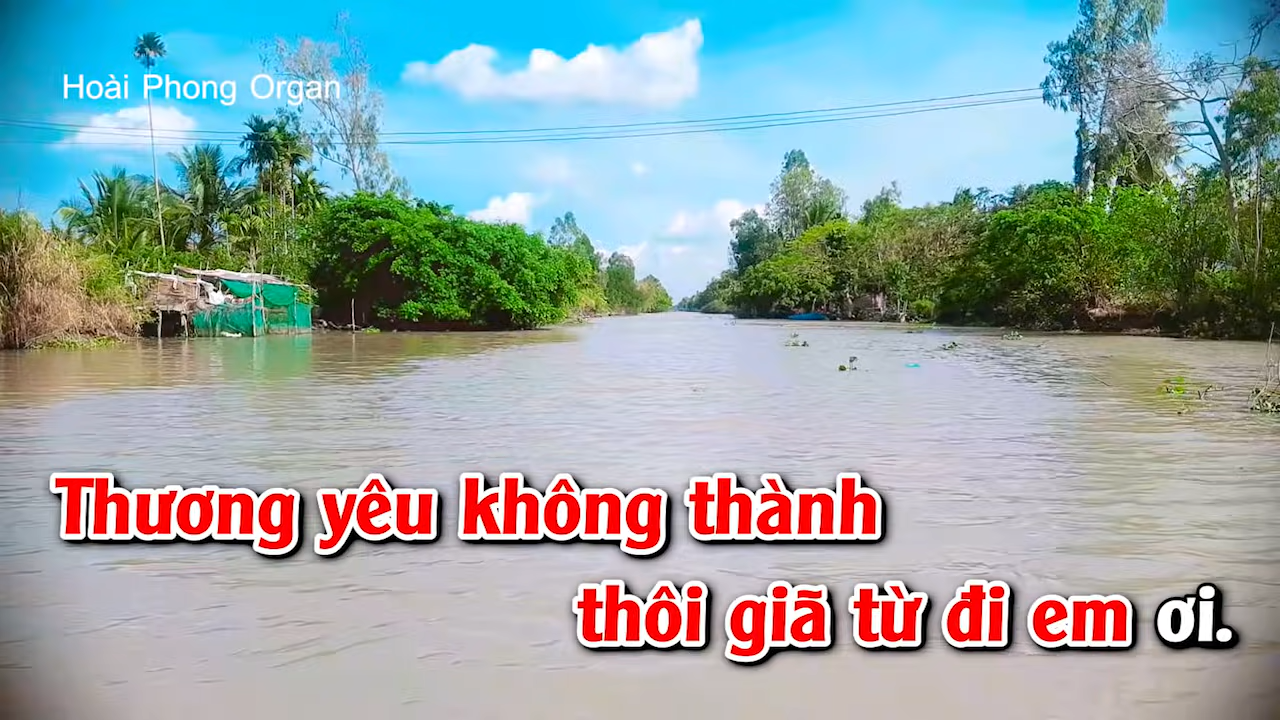 Hoài Phong Organ
Thương yêu không thành
thôi giã từ đi em ơi.